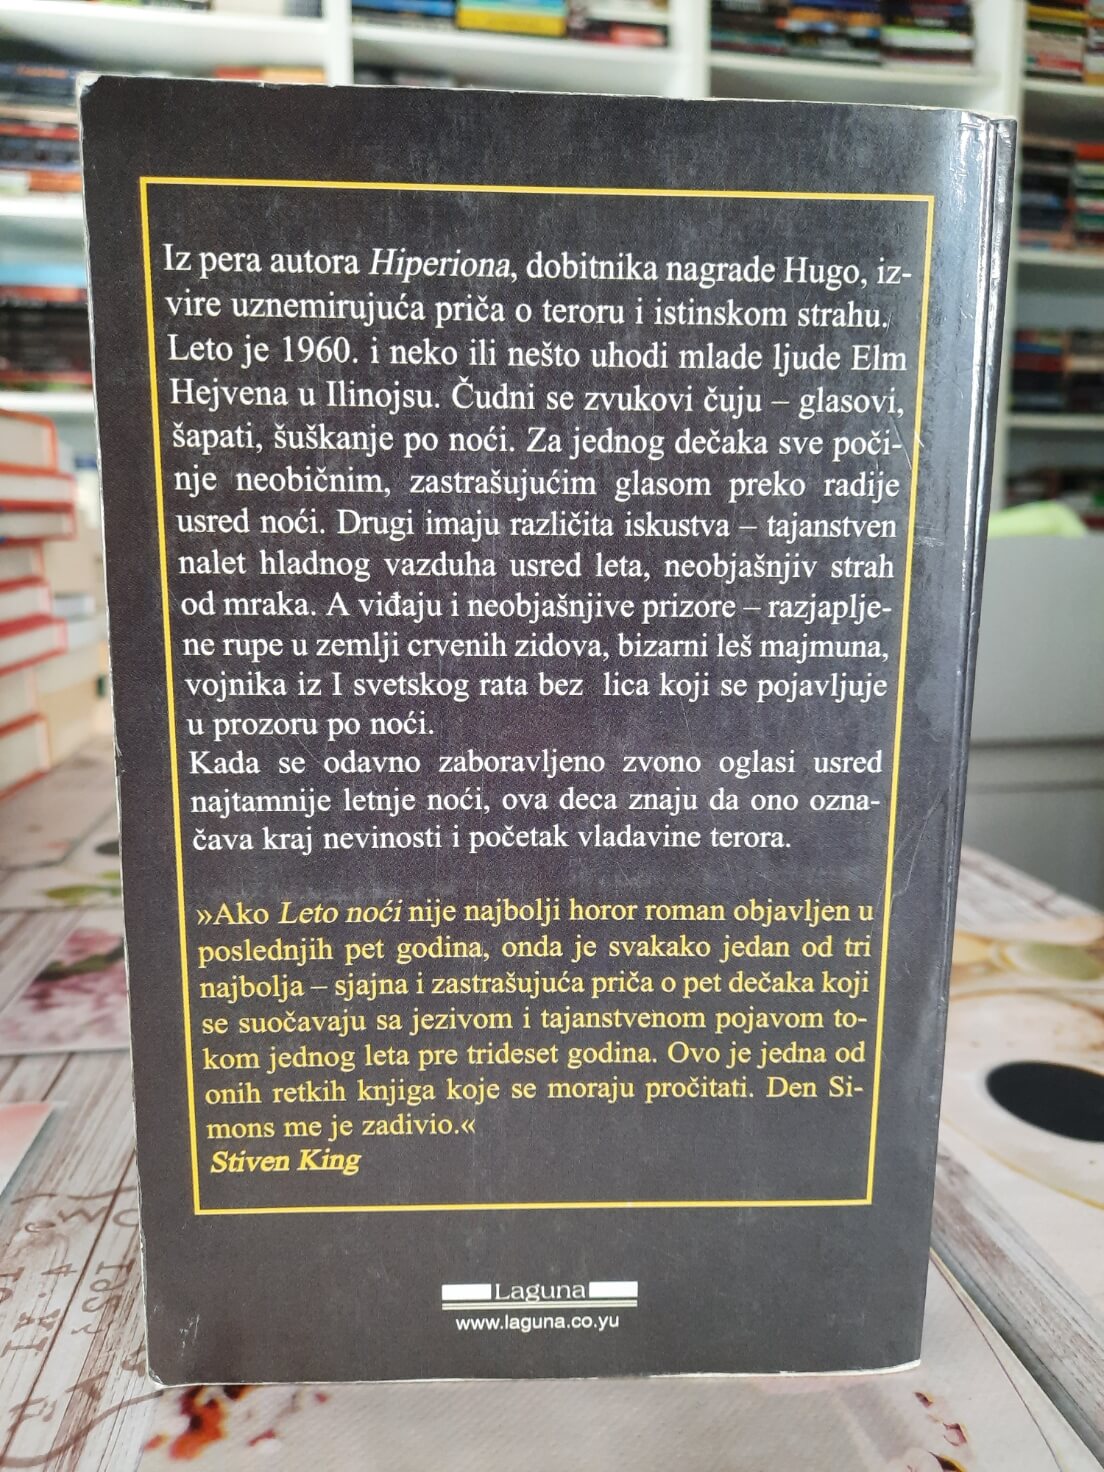 Iz pera autora Hiperiona, dobitnika nagrade Hugo, iz-
vire uznemirujuća priča o teroru i istinskom strahu.
Leto je 1960. i neko ili nešto uhodi mlade ljude Elm
Hejvena u Ilinojsu. Čudni se zvukovi čuju – glasovi,
šapati, šuškanje po noći. Za jednog dečaka sve poči-
nje neobičnim, zastrašujućim glasom preko radije
usred noći. Drugi imaju različita iskustva – tajanstven
nalet hladnog vazduha usred leta, neobjašnjiv strah
od mraka. A viđaju i neobjašnjive prizore – razjaplje-
ne rupe u zemlji crvenih zidova, bizarni leš majmuna,
vojnika iz I svetskog rata bez lica koji se pojavljuje
u prozoru po noći.
Kada se odavno zaboravljeno zvono oglasi usred
najtamnije letnje noći, ova deca znaju da ono ozna-
čava kraj nevinosti i početak vladavine terora.
»Ako Leto noći nije najbolji horor roman objavljen u
poslednjih pet godina, onda je svakako jedan od tri
najbolja – sjajna i zastrašujuća priča o pet dečaka koji
se suočavaju sa jezivom i tajanstvenom pojavom to-
kom jednog leta pre trideset godina. Ovo je jedna od
onih retkih knjiga koje se moraju pročitati. Den Si-
mons me je zadivio.«
Stiven King
Laguna
www.laguna.co.yu